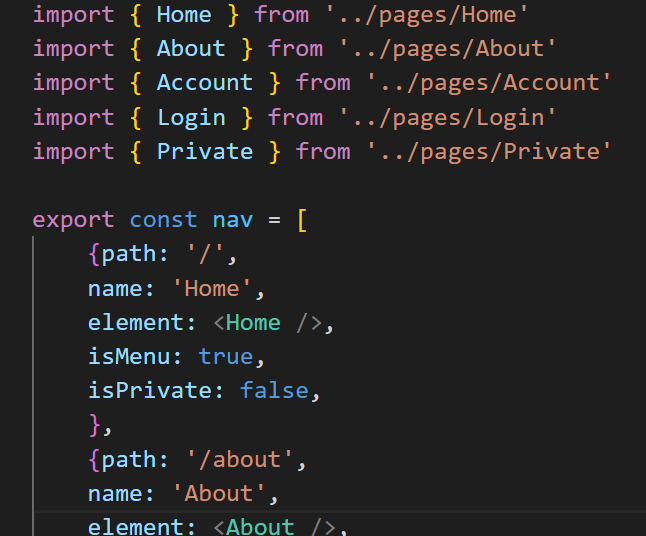 import { Home } from '../pages/Home'
import { About } from '../pages/About'
import { Account } from '../pages/Account'
import { Login } from '../pages/Login'
import { Private } from '../pages/Private'

export const nav = [
    {path: '/',
    name: 'Home',
    element: <Home />,
    isMenu: true,
    isPrivate: false,
    },
    {path: '/about',
    name: 'About',
    element: <About />,